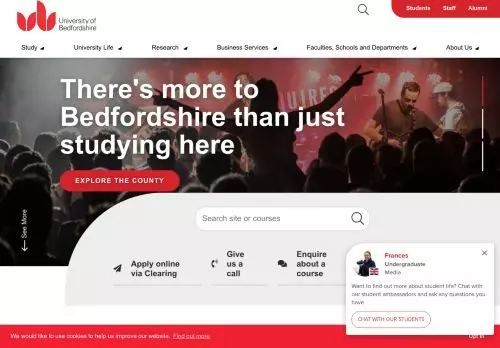 University of
Bedfordshire
Students Staff Alumni
Study University Life Research Business Services Faculties, Schools and Departments About Us
There's more to
Bedfordshire than just
studying here
EXPLORE THE COUNTY
See More
Search site or courses
Apply online
via Clearing
Give
us a
call
Enquire
about a
course
Frances
Undergraduate
Media
Want to find out more about student life? Chat with
our student ambassadors and ask any questions you
have
CHAT WITH OUR STUDENTS
We would like to use cookies to help us improve our website. Find out more
Opt in